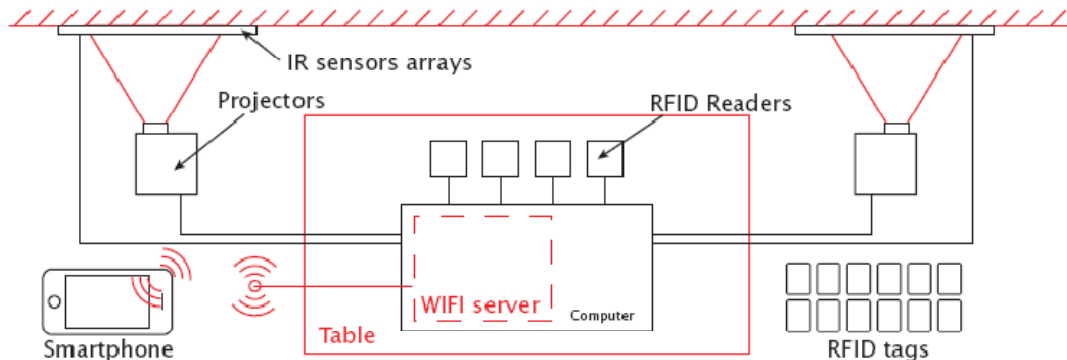 IR sensors arrays
Projectors
RFID Readers
WIFI server
Computer
Table
Smartphone
RFID tags